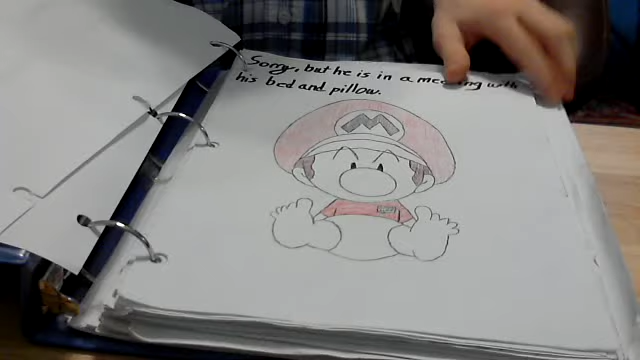 Sorry, but he is in a meeting with
his bed and pillow.
M